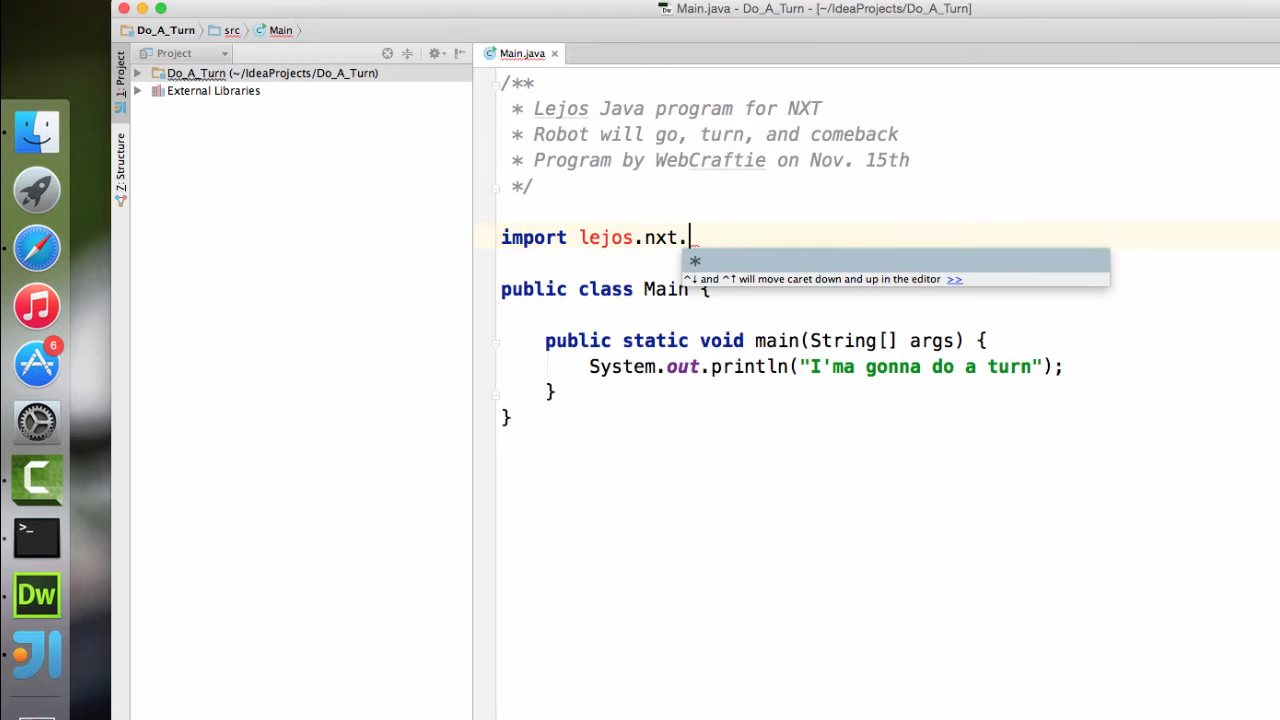 Main.java - Do_A_Turn - [~/IdeaProjects/Do_A_Turn]
Do_A_Turn src Main
Project
Main.java
1: Project
Do_A_Turn (~/IdeaProjects/Do_A_Turn)
External Libraries
Z: Structure
/**
* Lejos Java program for NXT
* Robot will go, turn, and comeback
* Program by WebCraftie on Nov. 15th
*/
import lejos.nxt.
*
^↓ and ^↑ will move caret down and up in the editor >>
public class Main {
public static void main(String[] args) {
System.out.println("I'ma gonna do a turn");
}
}
6
>_
Dw